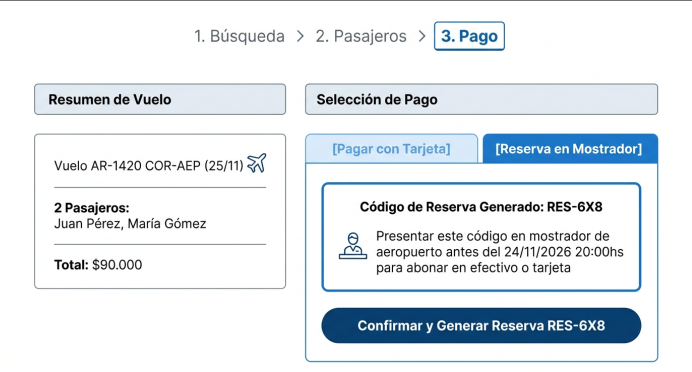 1. Búsqueda > 2. Pasajeros > 3. Pago
Resumen de Vuelo
Vuelo AR-1420 COR-AEP (25/11)
2 Pasajeros:
Juan Pérez, María Gómez
Total: $90.000
Selección de Pago
[Pagar con Tarjeta]
[Reserva en Mostrador]
Código de Reserva Generado: RES-6X8
Presentar este código en mostrador de
aeropuerto antes del 24/11/2026 20:00hs
para abonar en efectivo o tarjeta
Confirmar y Generar Reserva RES-6X8